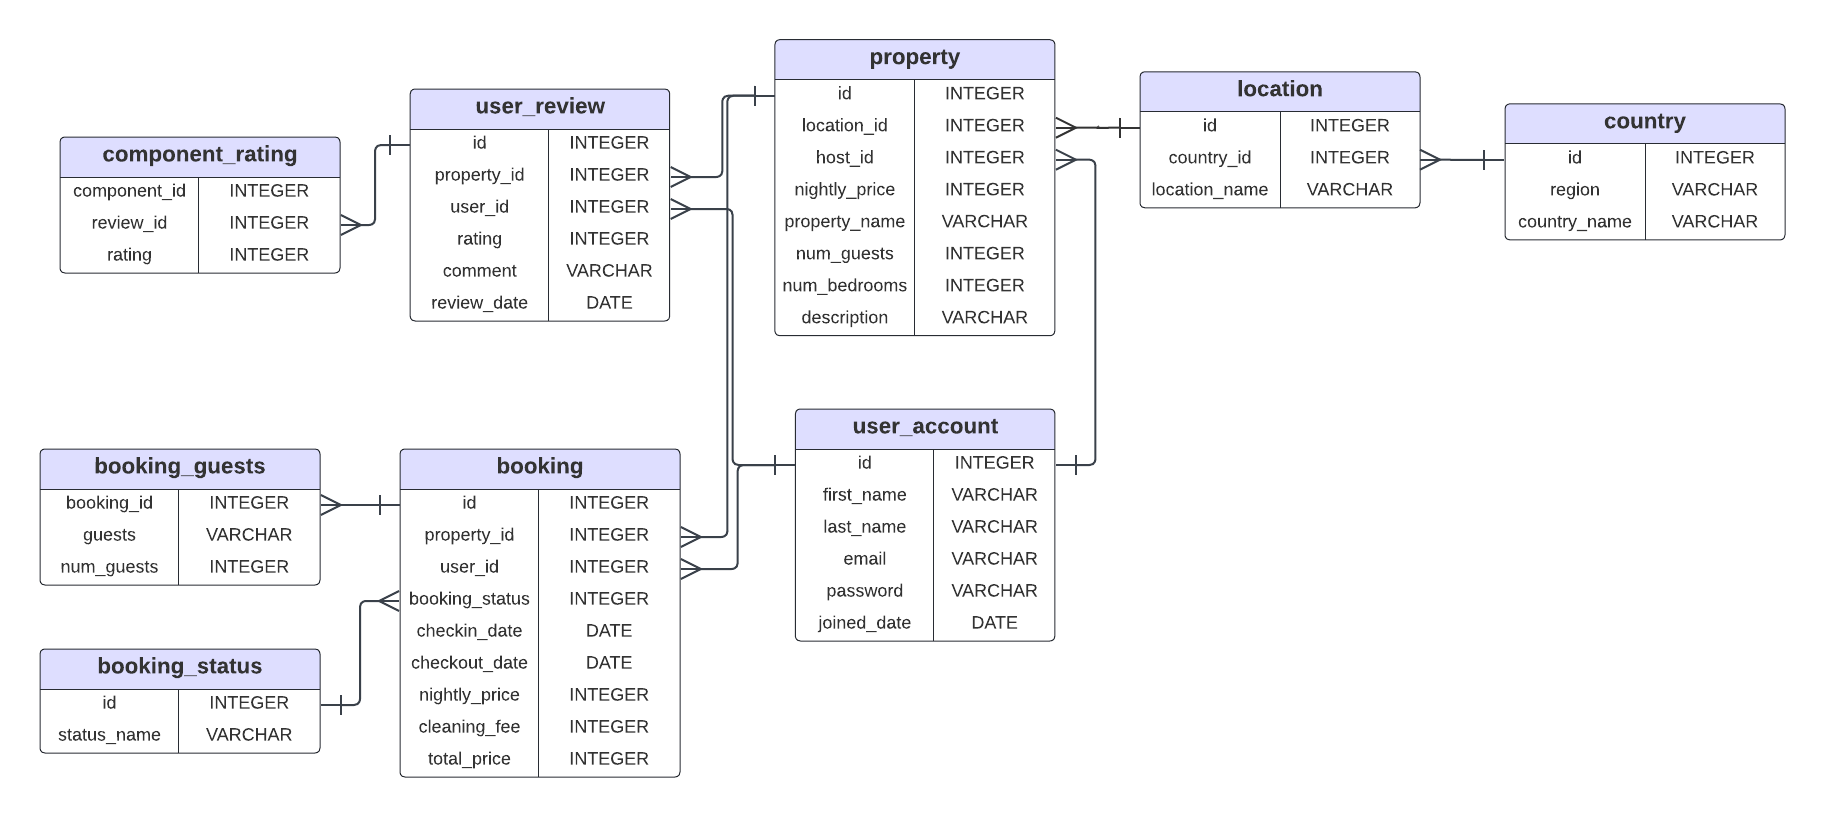 component_rating
component_id INTEGER
review_id INTEGER
rating INTEGER
user_review
id INTEGER
property_id INTEGER
user_id INTEGER
rating INTEGER
comment VARCHAR
review_date DATE
property
id INTEGER
location_id INTEGER
host_id INTEGER
nightly_price INTEGER
property_name VARCHAR
num_guests INTEGER
num_bedrooms INTEGER
description VARCHAR
location
id INTEGER
country_id INTEGER
location_name VARCHAR
country
id INTEGER
region VARCHAR
country_name VARCHAR
booking_guests
booking_id INTEGER
guests VARCHAR
num_guests INTEGER
booking_status
id INTEGER
status_name VARCHAR
booking
id INTEGER
property_id INTEGER
user_id INTEGER
booking_status INTEGER
checkin_date DATE
checkout_date DATE
nightly_price INTEGER
cleaning_fee INTEGER
total_price INTEGER
user_account
id INTEGER
first_name VARCHAR
last_name VARCHAR
email VARCHAR
password VARCHAR
joined_date DATE